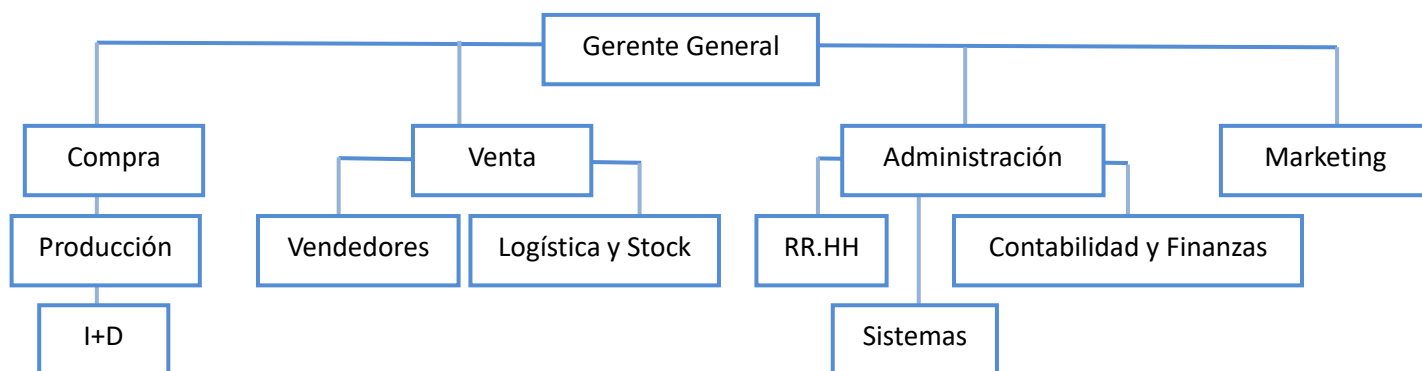 Gerente General
Compra
Venta
Administración
Marketing
Producción
Vendedores
Logística y Stock
RR.HH
Contabilidad y Finanzas
I+D
Sistemas